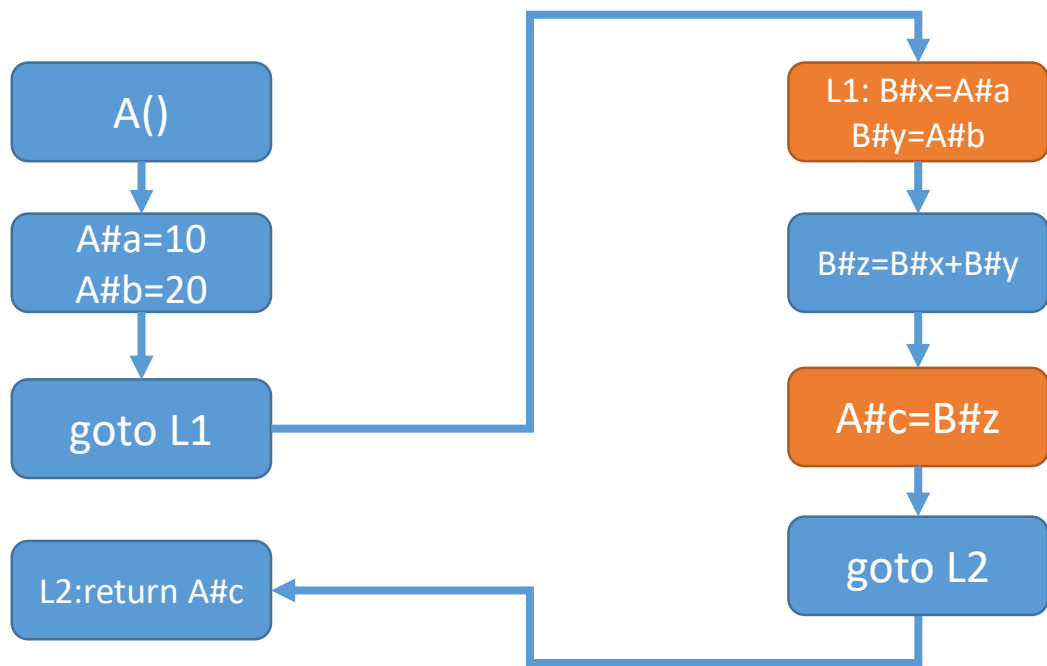 A()
A#a=10
A#b=20
goto L1
L1: B#x=A#a
B#y=A#b
B#z=B#x+B#y
A#c=B#z
goto L2
L2:return A#c